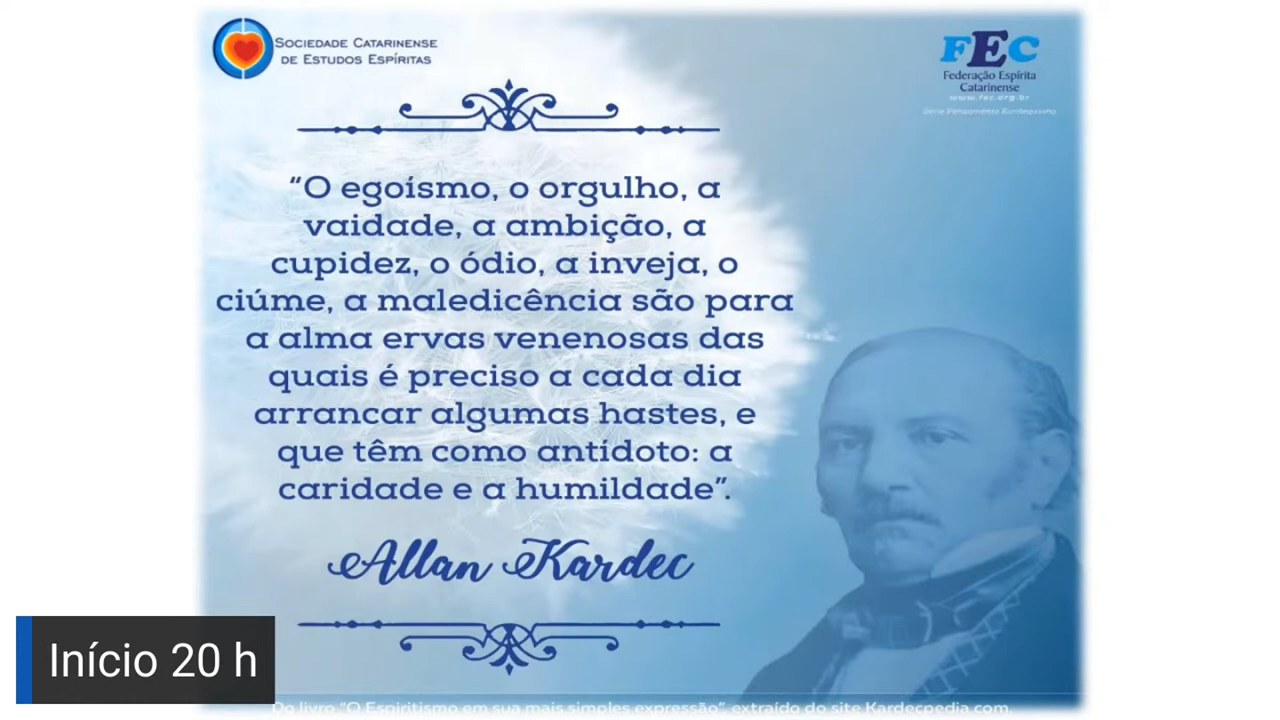 SOCIEDADE CATARINENSE
DE ESTUDOS ESPÍRITAS
FEC
Federação Espírita
Catarinense
www.fec.org.br
Série Pensamento Kardequiano
“O egoísmo, o orgulho, a
vaidade, a ambição, a
cupidez, o ódio, a inveja, o
ciúme, a maledicência são para
a alma ervas venenosas das
quais é preciso a cada dia
arrancar algumas hastes, e
que têm como antídoto: a
caridade e a humildade”.
Allan Kardec
Início 20 h
Do livro “O Espiritismo em sua mais simples expressão”, extraído do site Kardecpedia.com.